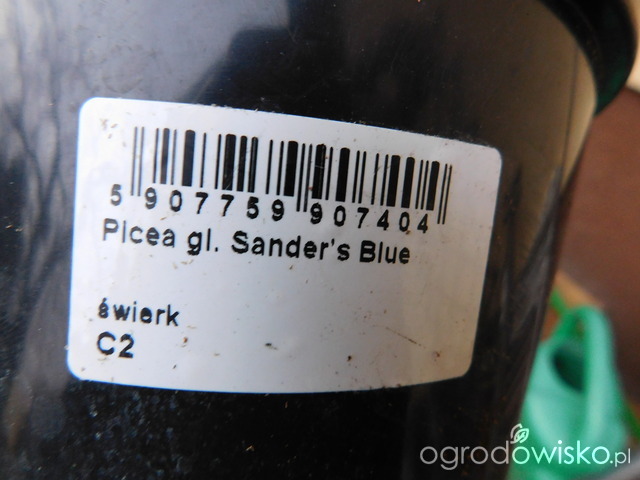 5 907759 907404
Picea gl. Sander's Blue
świerk
C2
ogrodowisko.pl